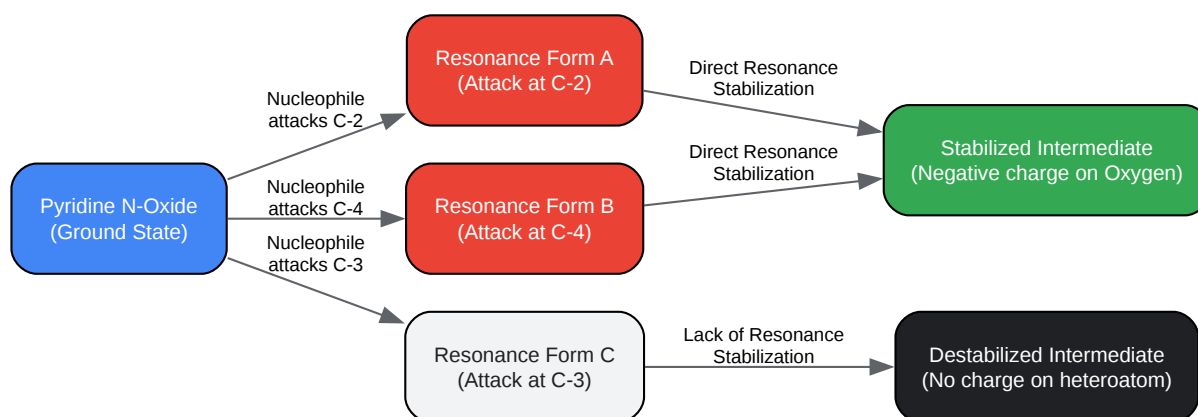 Nucleophile
attacks C-2
Resonance Form A
(Attack at C-2)
Direct Resonance
Stabilization
Pyridine N-Oxide
(Ground State)
Nucleophile
attacks C-4
Resonance Form B
(Attack at C-4)
Direct Resonance
Stabilization
Stabilized Intermediate
(Negative charge on Oxygen)
Nucleophile
attacks C-3
Resonance Form C
(Attack at C-3)
Lack of Resonance
Stabilization
Destabilized Intermediate
(No charge on heteroatom)